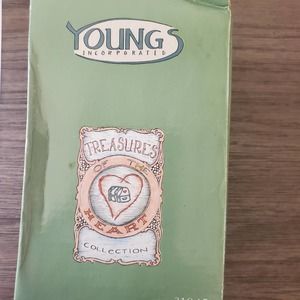 YOUNGS
INCORPORATED
TREASURES
OF THE
HEART
COLLECTION